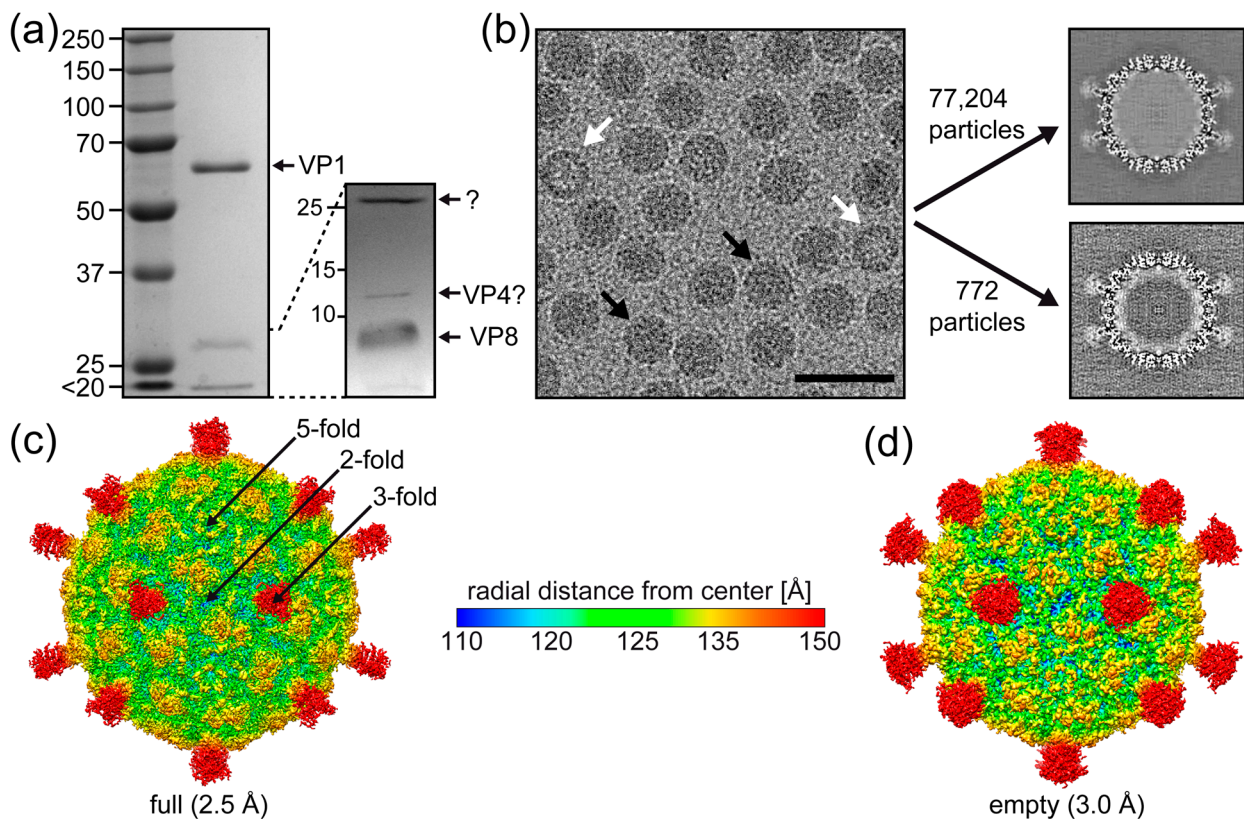 (a)
250
150
100
70
50
37
25
<20
VP1
25
15
10
?
VP4?
VP8
(b)
77,204
particles
772
particles
(c)
5-fold
2-fold
3-fold
full (2.5 Å)
radial distance from center [Å]
110 120 125 135 150
(d)
empty (3.0 Å)